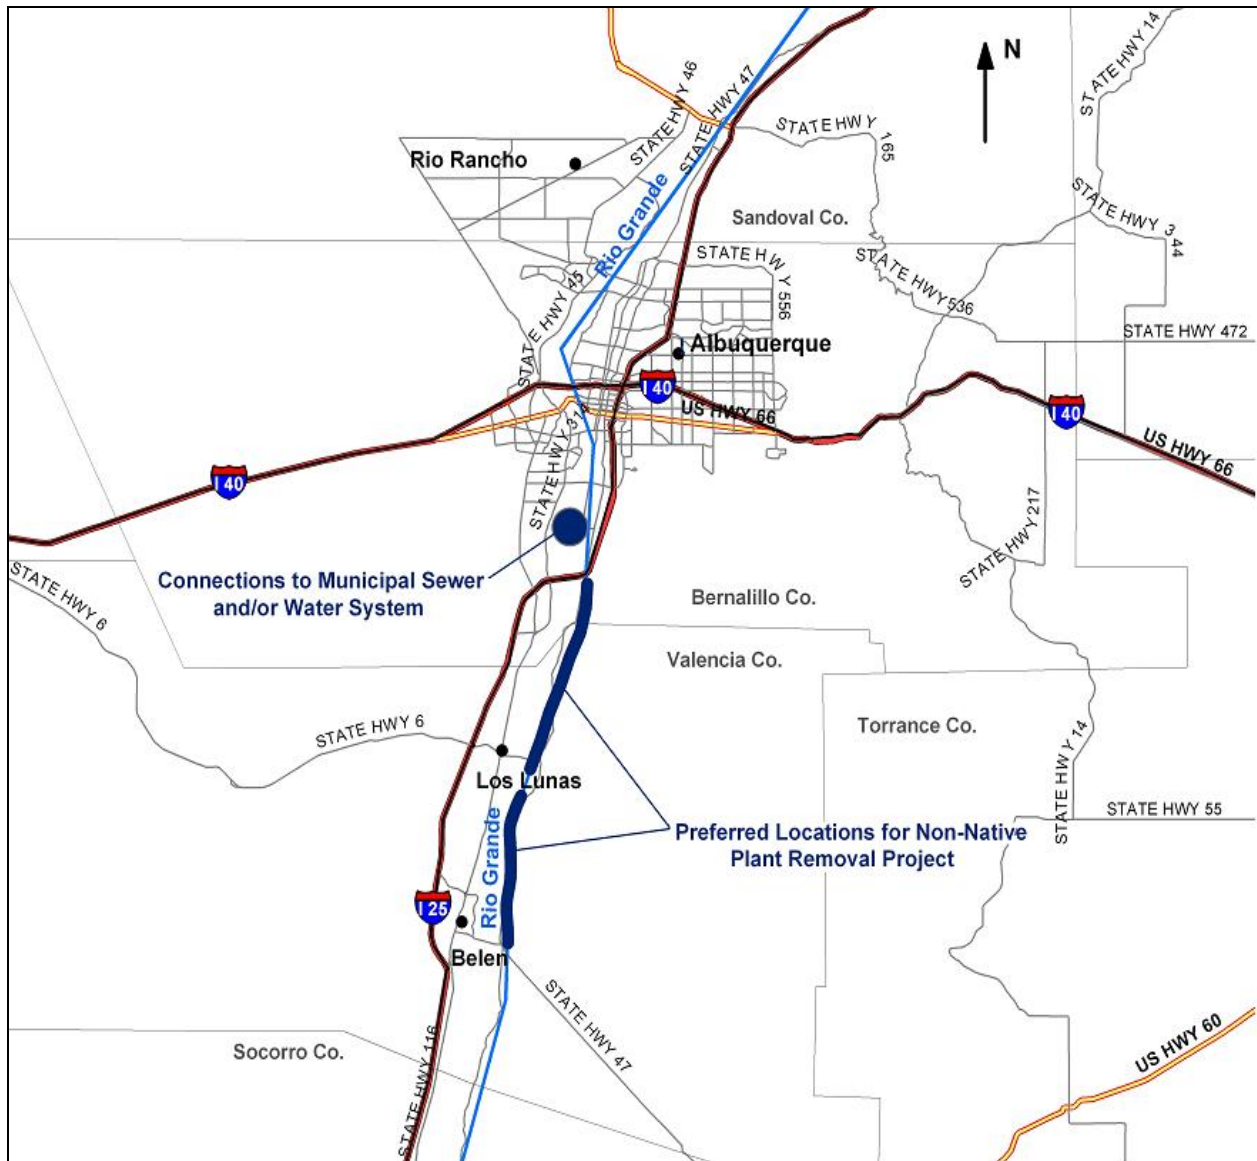 N
STATE HWY 14
STATE HWY 46
STATE HWY 47
STATE HWY 165
Rio Rancho
Rio Grande
Sandoval Co.
STATE HWY 344
STATE HWY 45
STATE HWY 556
STATE HWY 536
STATE HWY 472
Albuquerque
I 40
US HWY 66
I 40
US HWY 66
STATE HWY 314
I 40
STATE HWY 217
STATE HWY 6
Connections to Municipal Sewer
and/or Water System
Bernalillo Co.
Valencia Co.
Torrance Co.
STATE HWY 6
STATE HWY 14
Los Lunas
STATE HWY 55
Preferred Locations for Non-Native
Plant Removal Project
Rio Grande
I 25
Belen
STATE HWY 47
US HWY 60
Socorro Co.
STATE HWY 116